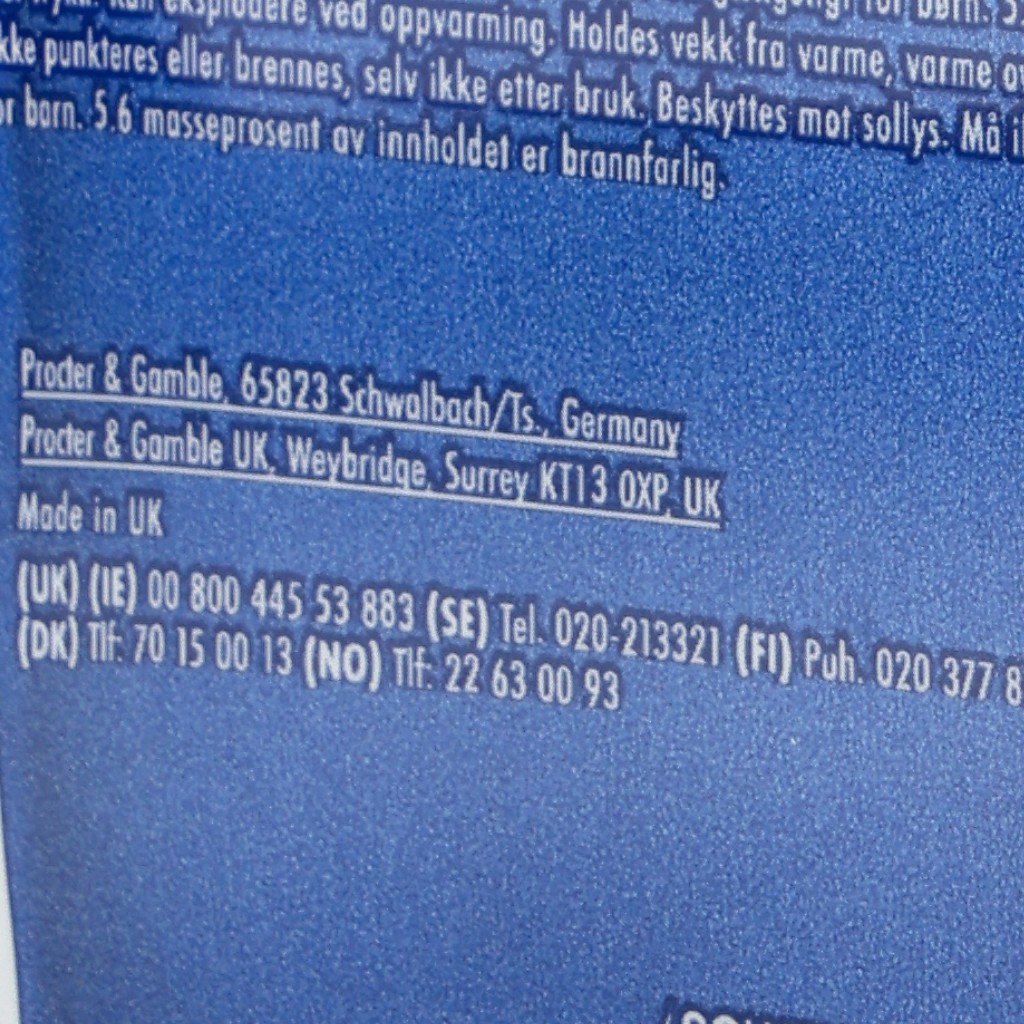 eksplodere ved oppvarming. Holdes vekk fra varme, varme
punkteres eller brennes, selv ikke etter bruk. Beskyttes mot sollys. Må
barn. 5.6 masseprosent av innholdet er brannfarlig.
Procter & Gamble, 65823 Schwalbach/Ts., Germany
Procter & Gamble UK, Weybridge, Surrey KT13 0XP, UK
Made in UK
(UK) (IE) 00 800 445 53 883 (SE) Tel. 020-213321 (FI) Puh. 020 377 8
(DK) Tlf: 70 15 00 13 (NO) Tlf: 22 63 00 93